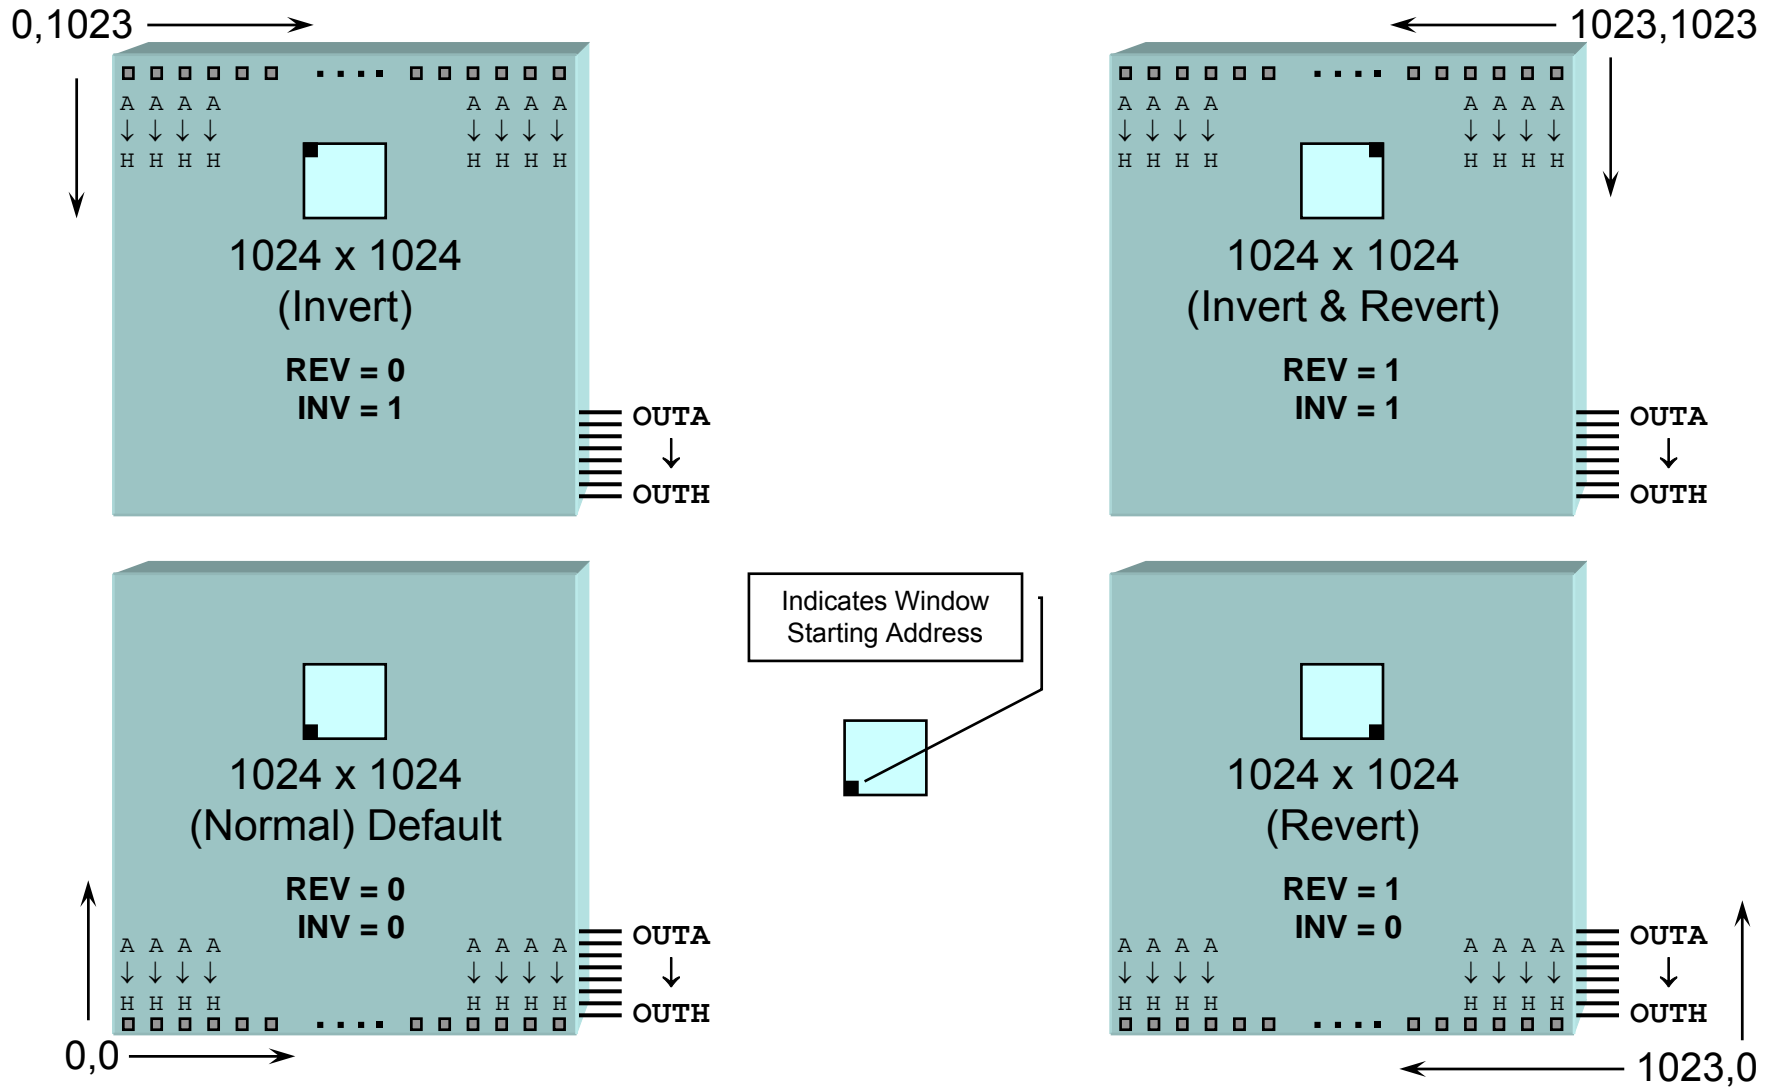 0,1023
A A A A A A A A
↓ ↓ ↓ ↓ ↓ ↓ ↓ ↓
H H H H H H H H
1024 x 1024
(Invert)
REV = 0
INV = 1
OUTA
↓
OUTH
1023,1023
A A A A A A A A
↓ ↓ ↓ ↓ ↓ ↓ ↓ ↓
H H H H H H H H
1024 x 1024
(Invert & Revert)
REV = 1
INV = 1
OUTA
↓
OUTH
1024 x 1024
(Normal) Default
REV = 0
INV = 0
A A A A A A A A
↓ ↓ ↓ ↓ ↓ ↓ ↓ ↓
H H H H H H H H
OUTA
↓
OUTH
0,0
Indicates Window
Starting Address
1024 x 1024
(Revert)
REV = 1
INV = 0
A A A A A A A A
↓ ↓ ↓ ↓ ↓ ↓ ↓ ↓
H H H H H H H H
OUTA
↓
OUTH
1023,0